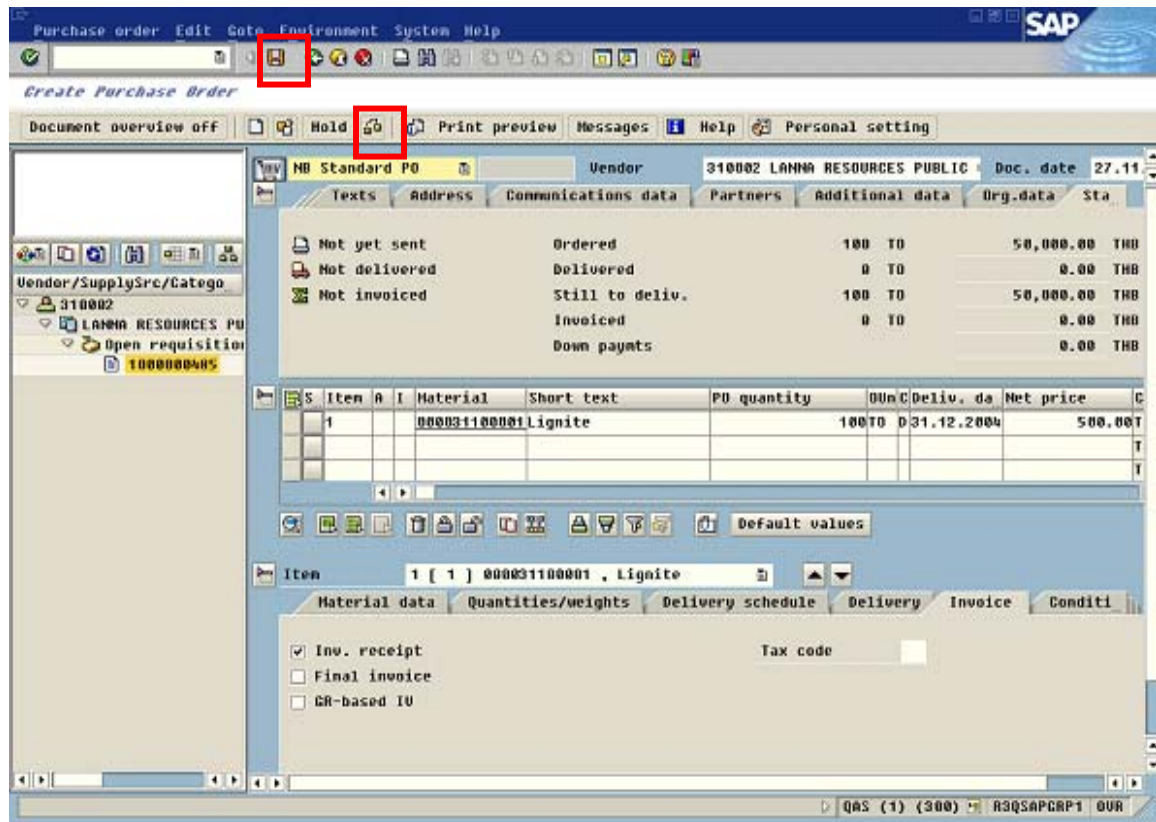 Purchase order Edit Goto Environment System Help
SAP
Create Purchase Order
Document overview off Hold Print preview Messages Help Personal setting
NB Standard PO Vendor 310002 LANNA RESOURCES PUBLIC Doc. date 27.11.
Texts Address Communications data Partners Additional data Org.data Sta
Not yet sent Ordered 100 TO 50,000.00 THB
Not delivered Delivered 0 TO 0.00 THB
Not invoiced Still to deliv. 100 TO 50,000.00 THB
Invoiced 0 TO 0.00 THB
Down paymts 0.00 THB
Vendor/SupplySrc/Catego
310002
LANNA RESOURCES PU
Open requisition
1000000485
S Item A I Material Short text PO quantity OUn C Deliv. da Net price C
1 000031100001 Lignite 100 TO D 31.12.2004 500.00 T
T
T
Default values
Item 1 [ 1 ] 000031100001 , Lignite
Material data Quantities/weights Delivery schedule Delivery Invoice Conditi
Inv. receipt Tax code
Final invoice
GR-based IV
QAS (1) (300) R3QSAPGRP1 OVR